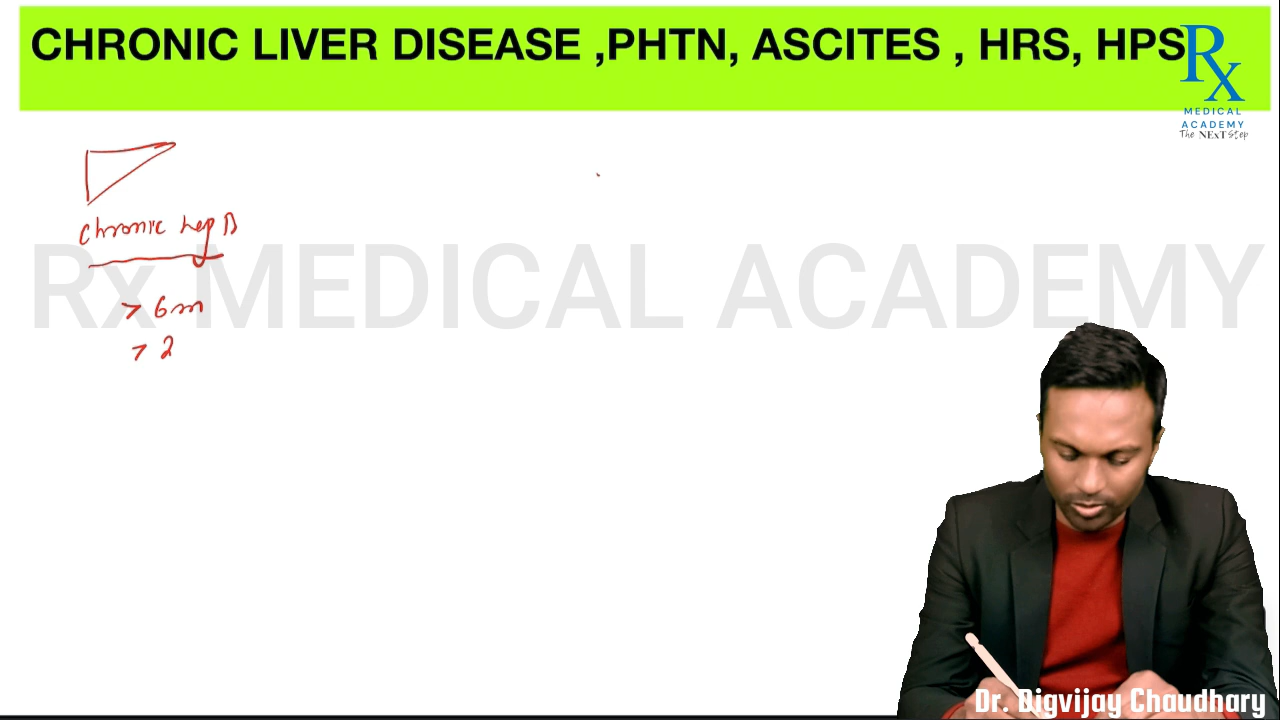 CHRONIC LIVER DISEASE ,PHTN, ASCITES , HRS, HPS
Rx
MEDICAL
ACADEMY
The NExT Step
chronic hep B
> 6m
> 2
Rx MEDICAL ACADEMY
Dr. Digvijay Chaudhary